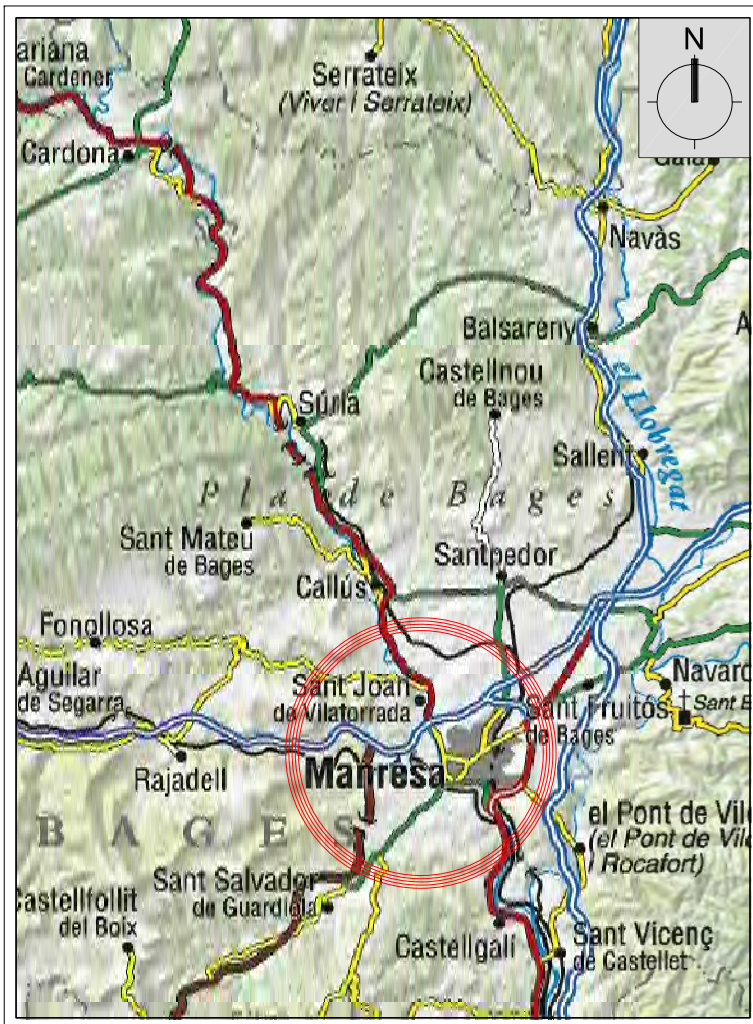 N
ariana
Cardener
Serrateix
(Viver i Serrateix)
Cardona
Gaià
Navàs
Balsareny
A
Castellnou
de Bages
el Llobregat
Súria
Sallent
Pla de Bages
Sant Mateu
de Bages
Santpedor
Callús
Fonollosa
Aguilar
de Segarra
Sant Joan
de Vilatorrada
Navarc
Sant B
Sant Fruitós
de Bages
Rajadell
Manresa
BAGES
el Pont de Vil
(el Pont de Vila
i Rocafort)
Sant Salvador
de Guardiola
Castellfollit
del Boix
Castellgalí
Sant Vicenç
de Castellet